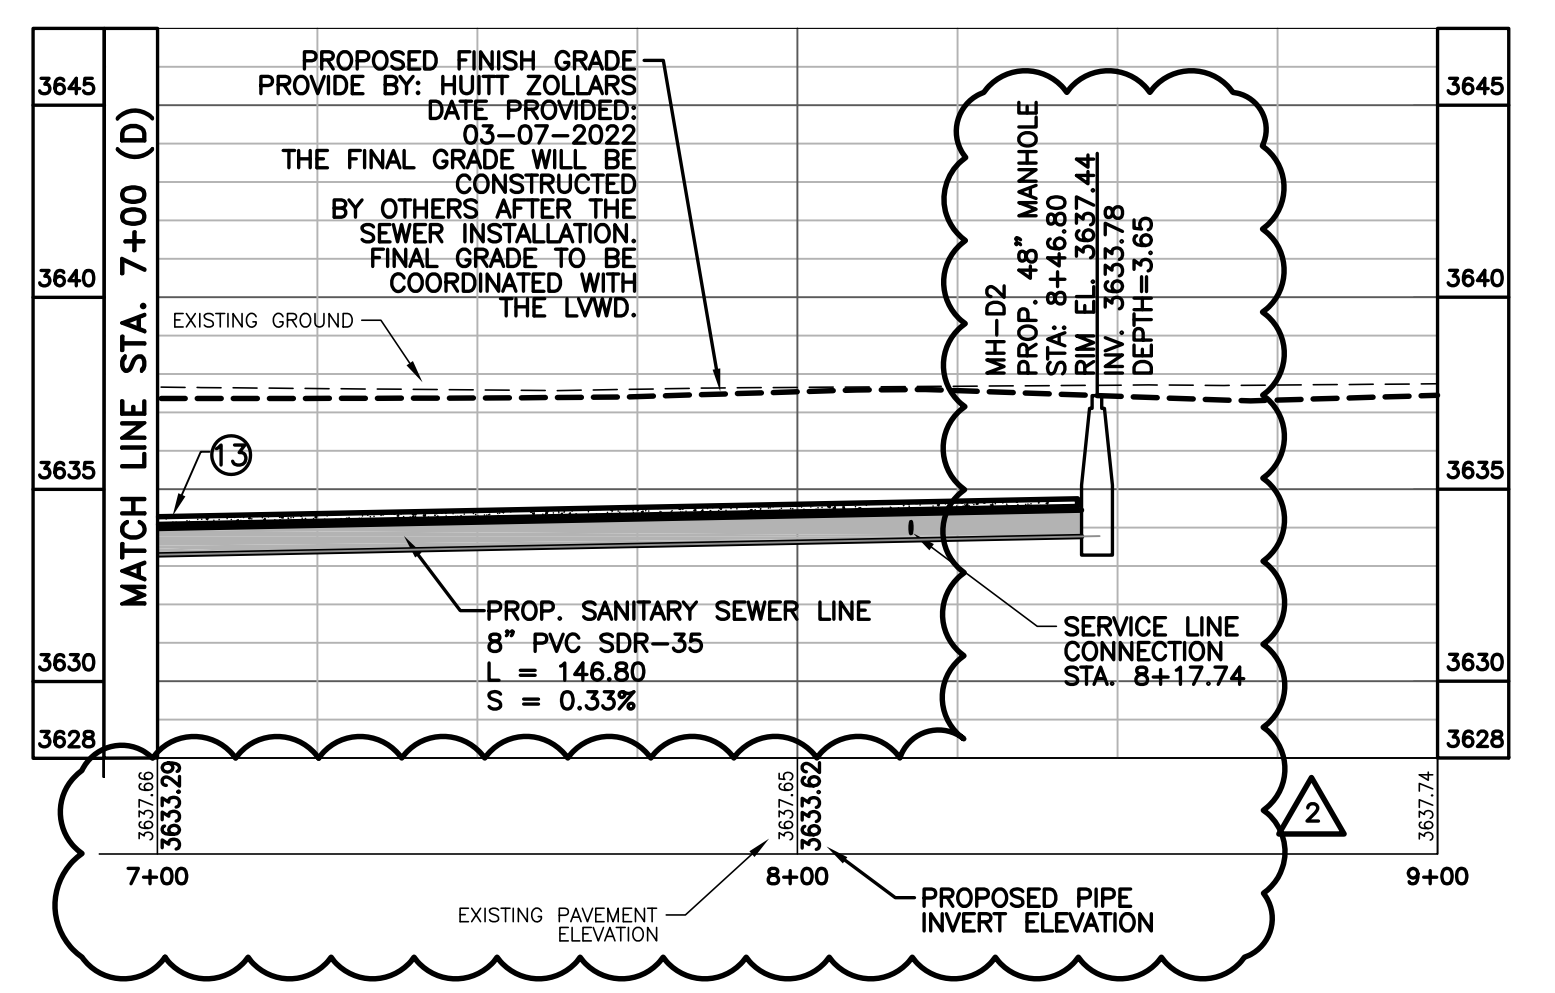 PROPOSED FINISH GRADE
PROVIDE BY: HUITT ZOLLARS
DATE PROVIDED:
03-07-2022
THE FINAL GRADE WILL BE
CONSTRUCTED
BY OTHERS AFTER THE
SEWER INSTALLATION.
FINAL GRADE TO BE
COORDINATED WITH
THE LVWD.
EXISTING GROUND
3645
3640
3635
3630
3628
MATCH LINE STA. 7+00 (D)
13
MH-D2
PROP. 48" MANHOLE
STA: 8+46.80
RIM EL. 3637.44
INV. 3633.78
DEPTH=3.65
3645
3640
3635
3630
3628
PROP. SANITARY SEWER LINE
8" PVC SDR-35
L = 146.80
S = 0.33%
SERVICE LINE
CONNECTION
STA. 8+17.74
3637.66
3633.29
3637.65
3633.62
3637.74
2
7+00
8+00
9+00
EXISTING PAVEMENT
ELEVATION
PROPOSED PIPE
INVERT ELEVATION